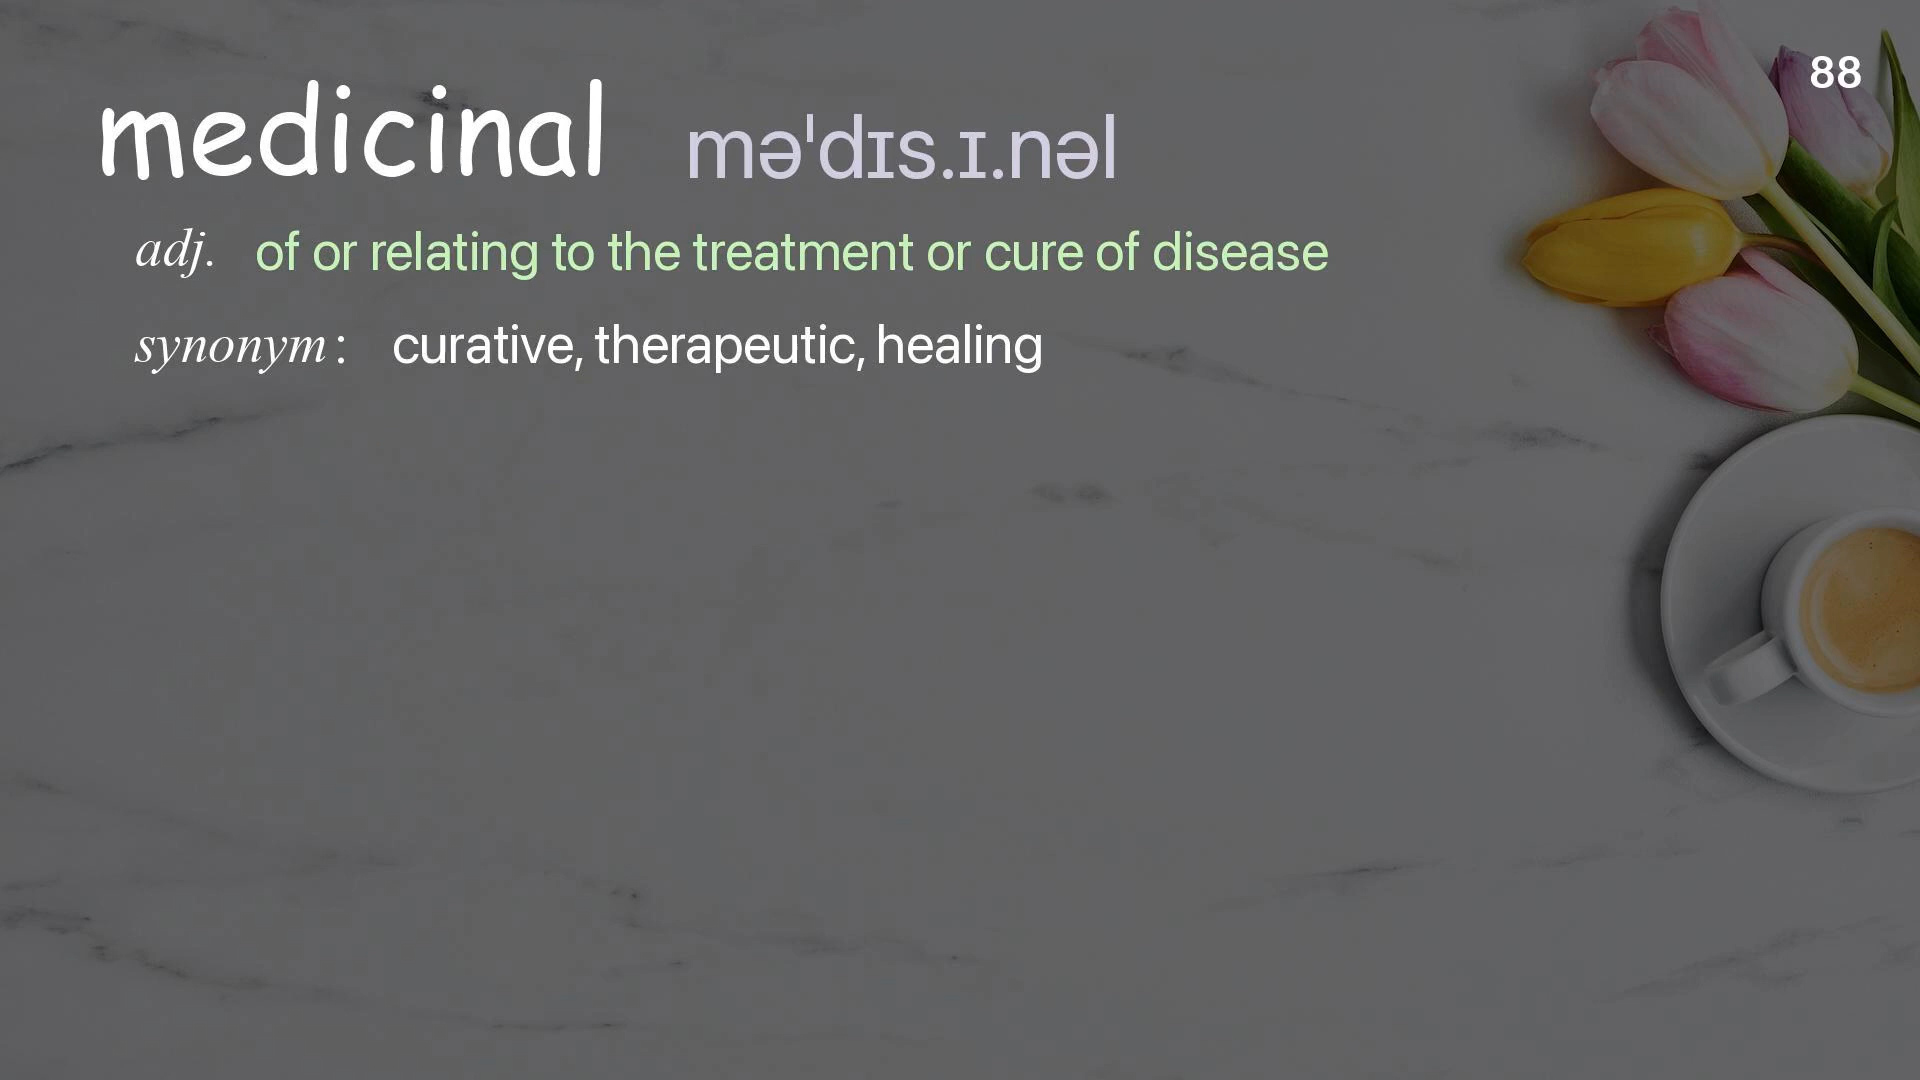 88
medicinal məˈdɪs.ɪ.nəl
adj. of or relating to the treatment or cure of disease
synonym: curative, therapeutic, healing